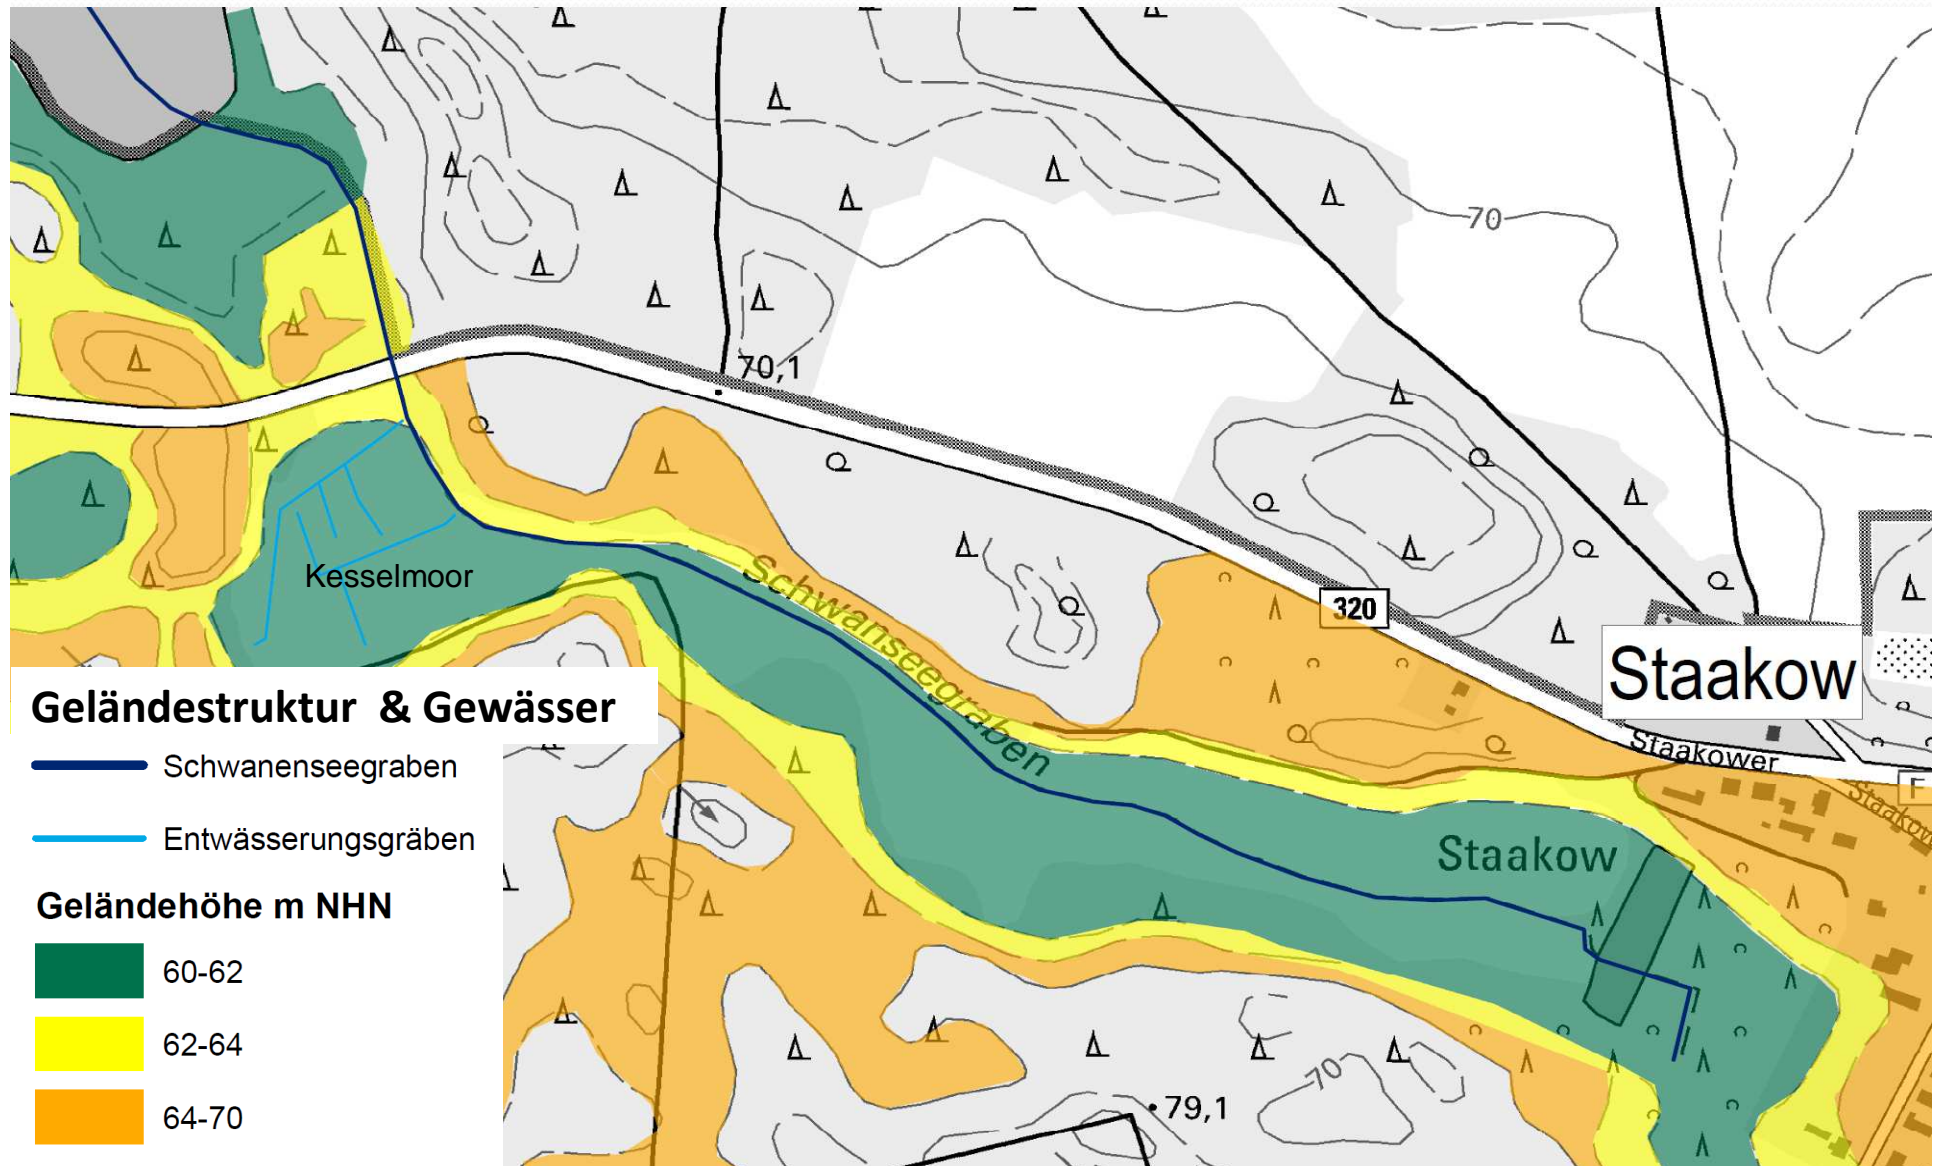 70
70,1
Kesselmoor
Schwanseegraben
320
Staakow
Staakower
Staakow
F
Staakow
70
79,1
Geländestruktur & Gewässer
Schwanenseegraben
Entwässerungsgräben
Geländehöhe m NHN
60-62
62-64
64-70